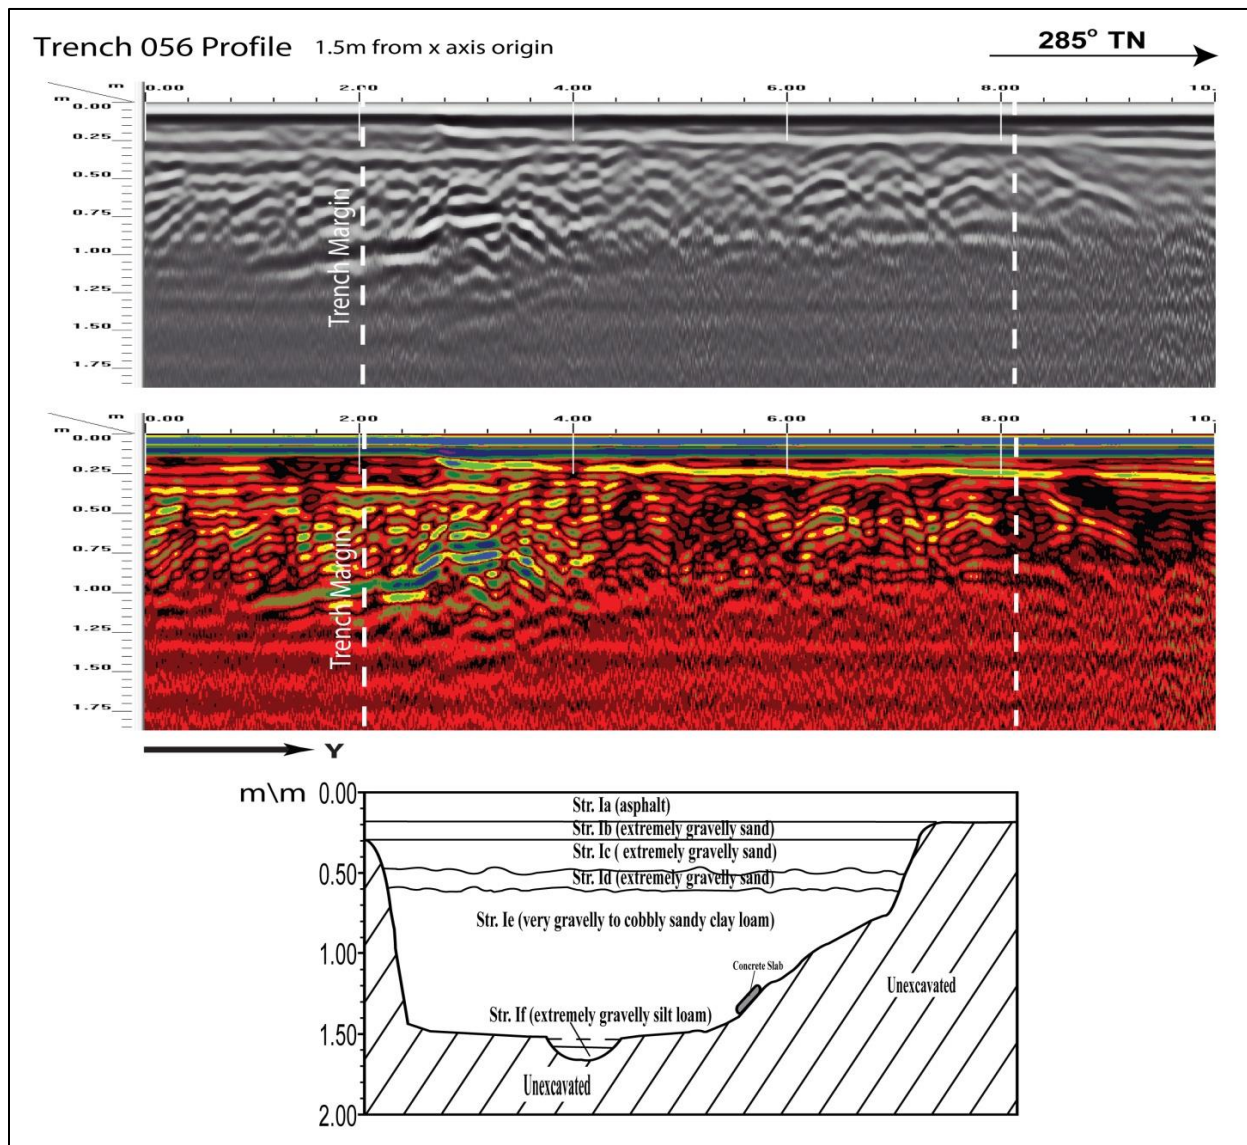 Trench 056 Profile 1.5m from x axis origin
285° TN
m 0.00 2.00 4.00 6.00 8.00 10.
m
0.00
0.25
0.50
0.75
1.00
1.25
1.50
1.75
Trench Margin
m 0.00 2.00 4.00 6.00 8.00 10.
m
0.00
0.25
0.50
0.75
1.00
1.25
1.50
1.75
Trench Margin
Y
m\m
0.00
Str. Ia (asphalt)
Str. Ib (extremely gravelly sand)
Str. Ic ( extremely gravelly sand)
0.50
Str. Id (extremely gravelly sand)
Str. Ie (very gravelly to cobbly sandy clay loam)
1.00
Concrete Slab
Unexcavated
Str. If (extremely gravelly silt loam)
1.50
Unexcavated
2.00